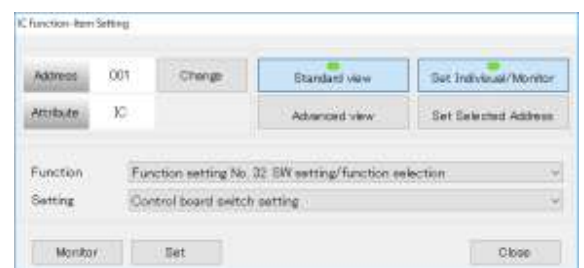 IC Function-Item Setting
Address 001 Change Standard view Set Indivisual/Monitor
Attribute IC Advanced view Set Selected Address
Function Function setting No. 32 SW setting/function selection
Setting Control board switch setting
Monitor Set Close